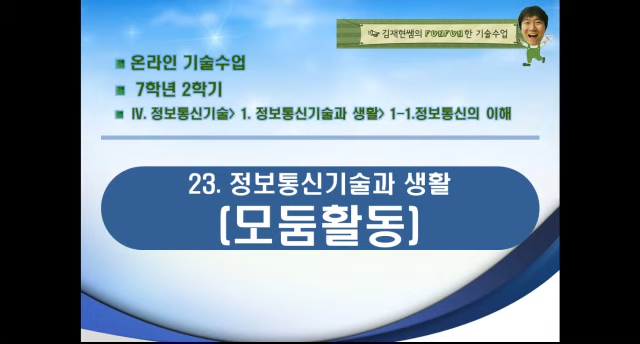 김재현쌤의 FUNFUN한 기술수업
온라인 기술수업
7학년 2학기
Ⅳ. 정보통신기술> 1. 정보통신기술과 생활> 1-1.정보통신의 이해
23. 정보통신기술과 생활
(모둠활동)